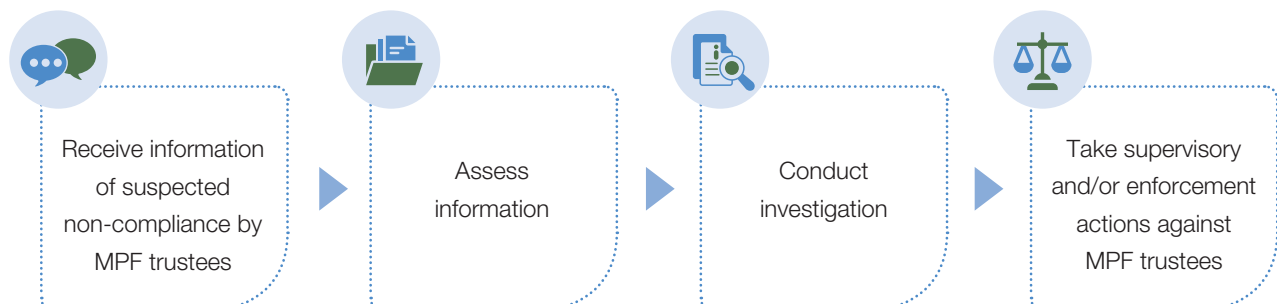 Receive information
of suspected
non-compliance by
MPF trustees
Assess
information
Conduct
investigation
Take supervisory
and/or enforcement
actions against
MPF trustees